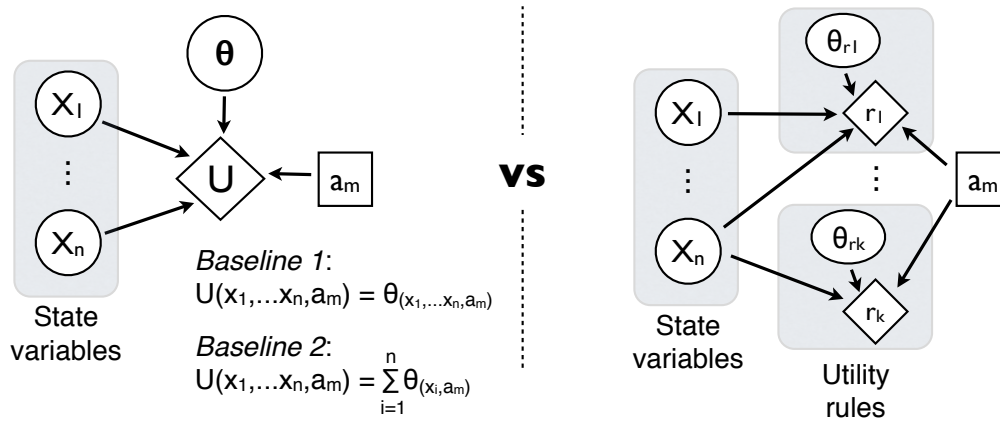 θ
X1
⋮
Xn
U
am
State
variables
Baseline 1:
U(x1,...xn,am) = θ(x1,...xn,am)
Baseline 2:
U(x1,...xn,am) = n∑i=1 θ(xi,am)
vs
θr1
X1
r1
⋮
⋮
am
Xn
θrk
rk
State
variables
Utility
rules